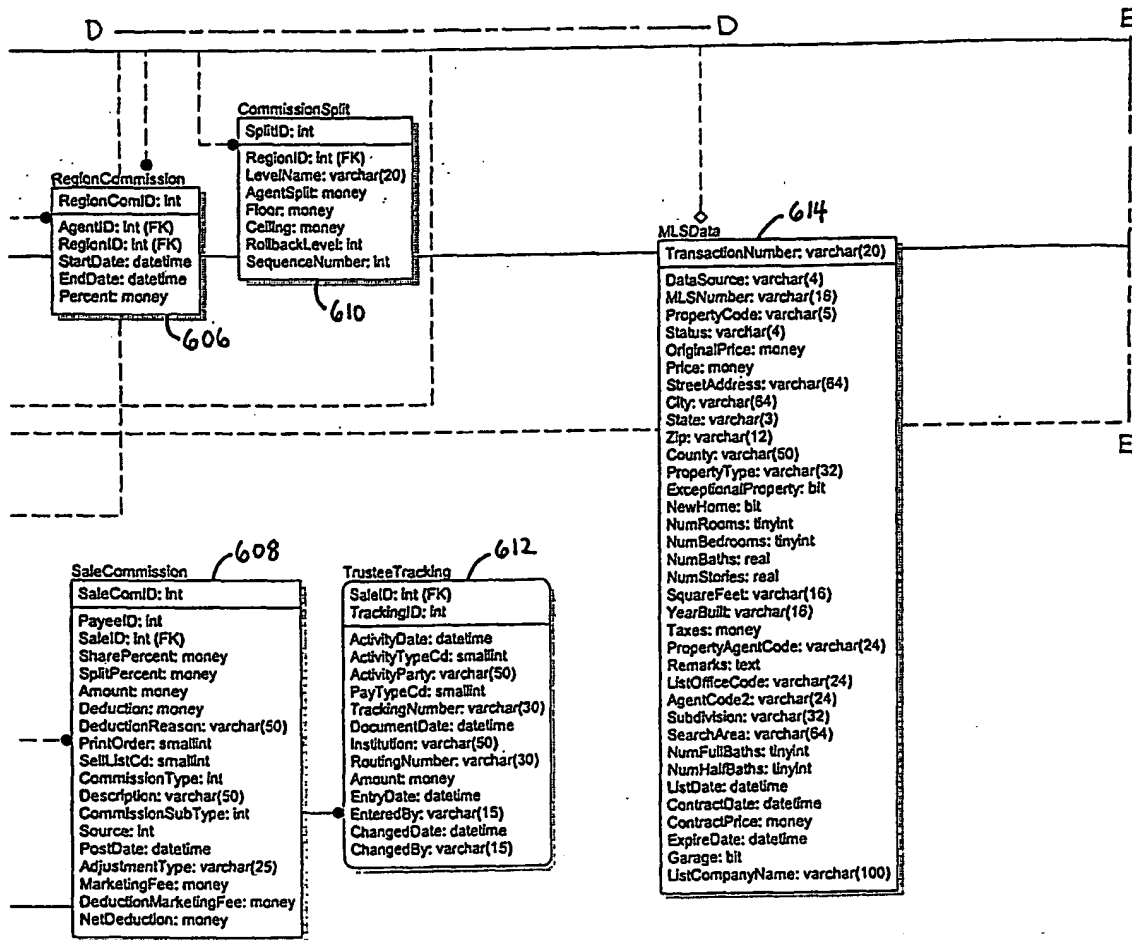 D D E
CommissionSplit
SplitID: int
RegionID: int (FK)
LevelName: varchar(20)
AgentSplit: money
Floor: money
Ceiling: money
RollbackLevel: int
SequenceNumber: int
610
RegionCommission
RegionComID: int
AgentID: int (FK)
RegionID: int (FK)
StartDate: datetime
EndDate: datetime
Percent: money
606
614
MLSData
TransactionNumber: varchar(20)
DataSource: varchar(4)
MLSNumber: varchar(16)
PropertyCode: varchar(5)
Status: varchar(4)
OriginalPrice: money
Price: money
StreetAddress: varchar(64)
City: varchar(64)
State: varchar(3)
Zip: varchar(12)
County: varchar(50)
PropertyType: varchar(32)
ExceptionalProperty: bit
NewHome: bit
NumRooms: tinyint
NumBedrooms: tinyint
NumBaths: real
NumStories: real
SquareFeet: varchar(16)
YearBuilt: varchar(16)
Taxes: money
PropertyAgentCode: varchar(24)
Remarks: text
ListOfficeCode: varchar(24)
AgentCode2: varchar(24)
Subdivision: varchar(32)
SearchArea: varchar(64)
NumFullBaths: tinyint
NumHalfBaths: tinyint
ListDate: datetime
ContractDate: datetime
ContractPrice: money
ExpireDate: datetime
Garage: bit
ListCompanyName: varchar(100)
E
608
SaleCommission
SaleComID: int
PayeeID: int
SaleID: int (FK)
SharePercent: money
SplitPercent: money
Amount: money
Deduction: money
DeductionReason: varchar(50)
PrintOrder: smallint
SellListCd: smallint
CommissionType: int
Description: varchar(50)
CommissionSubType: int
Source: int
PostDate: datetime
AdjustmentType: varchar(25)
MarketingFee: money
DeductionMarketingFee: money
NetDeduction: money
612
TrusteeTracking
SaleID: int (FK)
TrackingID: int
ActivityDate: datetime
ActivityTypeCd: smallint
ActivityParty: varchar(50)
PayTypeCd: smallint
TrackingNumber: varchar(30)
DocumentDate: datetime
Institution: varchar(50)
RoutingNumber: varchar(30)
Amount: money
EntryDate: datetime
EnteredBy: varchar(15)
ChangedDate: datetime
ChangedBy: varchar(15)